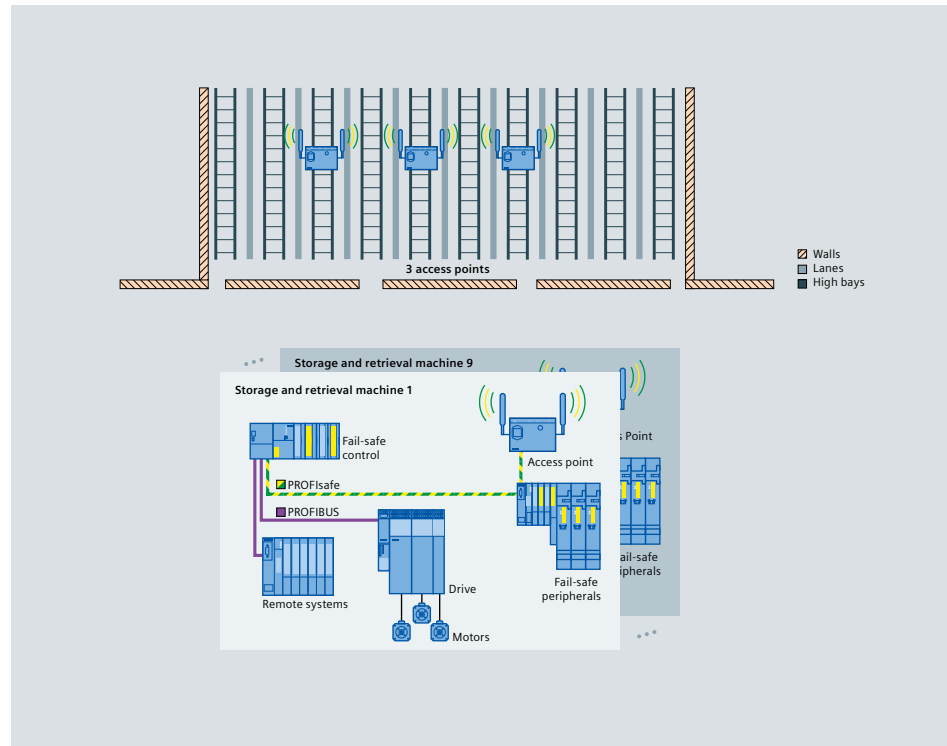 3 access points
Walls
Lanes
High bays
Storage and retrieval machine 9
Storage and retrieval machine 1
Fail-safe
control
Access point
PROFIsafe
PROFIBUS
Remote systems
Drive
Motors
Fail-safe
peripherals
Point